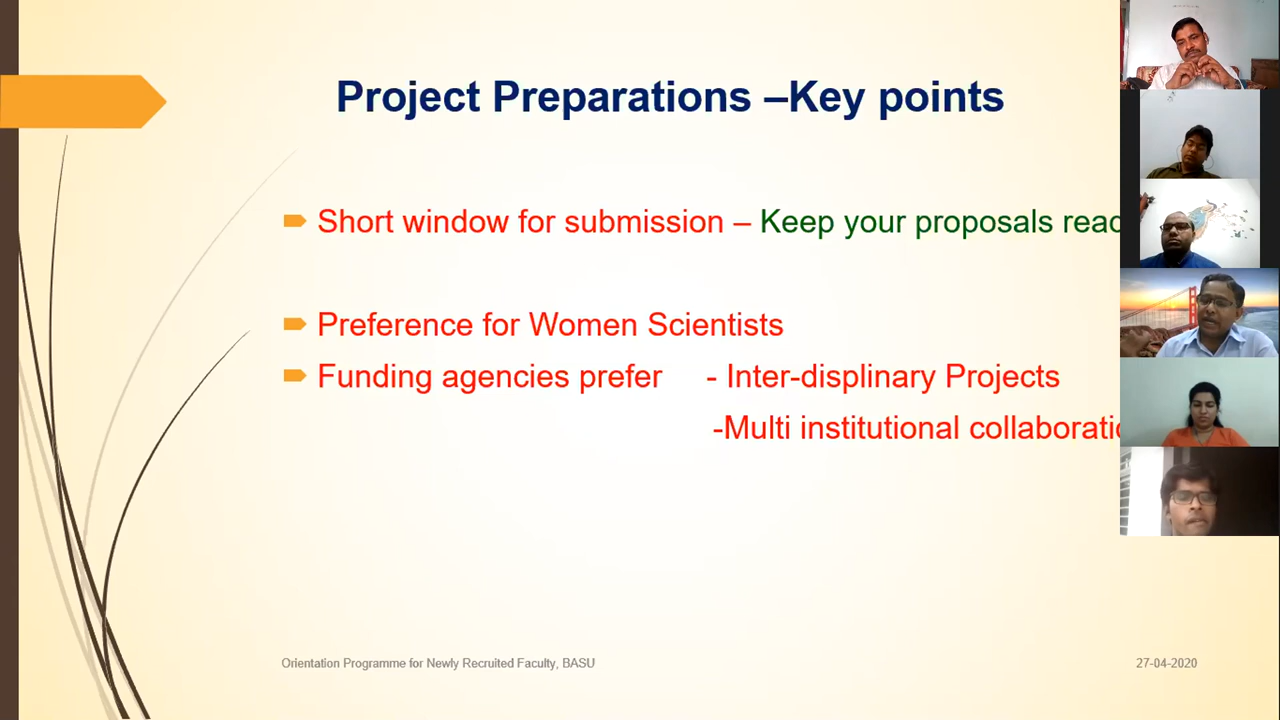 Project Preparations –Key points
Short window for submission – Keep your proposals
Preference for Women Scientists
Funding agencies prefer - Inter-displinary Projects
-Multi institutional
Orientation Programme for Newly Recruited Faculty, BASU 27-04-2020